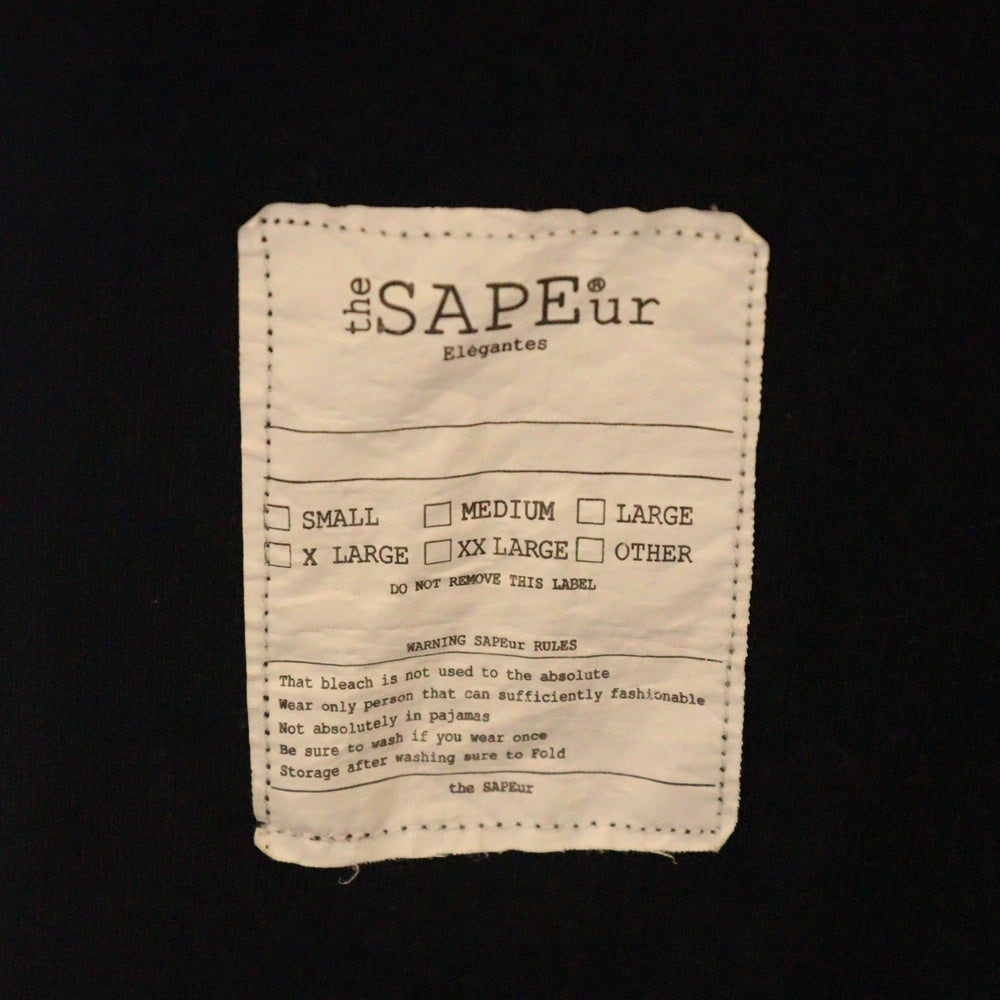 the SAPEur®
Elégantes
☐ SMALL ☐ MEDIUM ☐ LARGE
☐ X LARGE ☐ XX LARGE ☐ OTHER
DO NOT REMOVE THIS LABEL
WARNING SAPEur RULES
That bleach is not used to the absolute
Wear only person that can sufficiently fashionable
Not absolutely in pajamas
Be sure to wash if you wear once
Storage after washing sure to Fold
the SAPEur